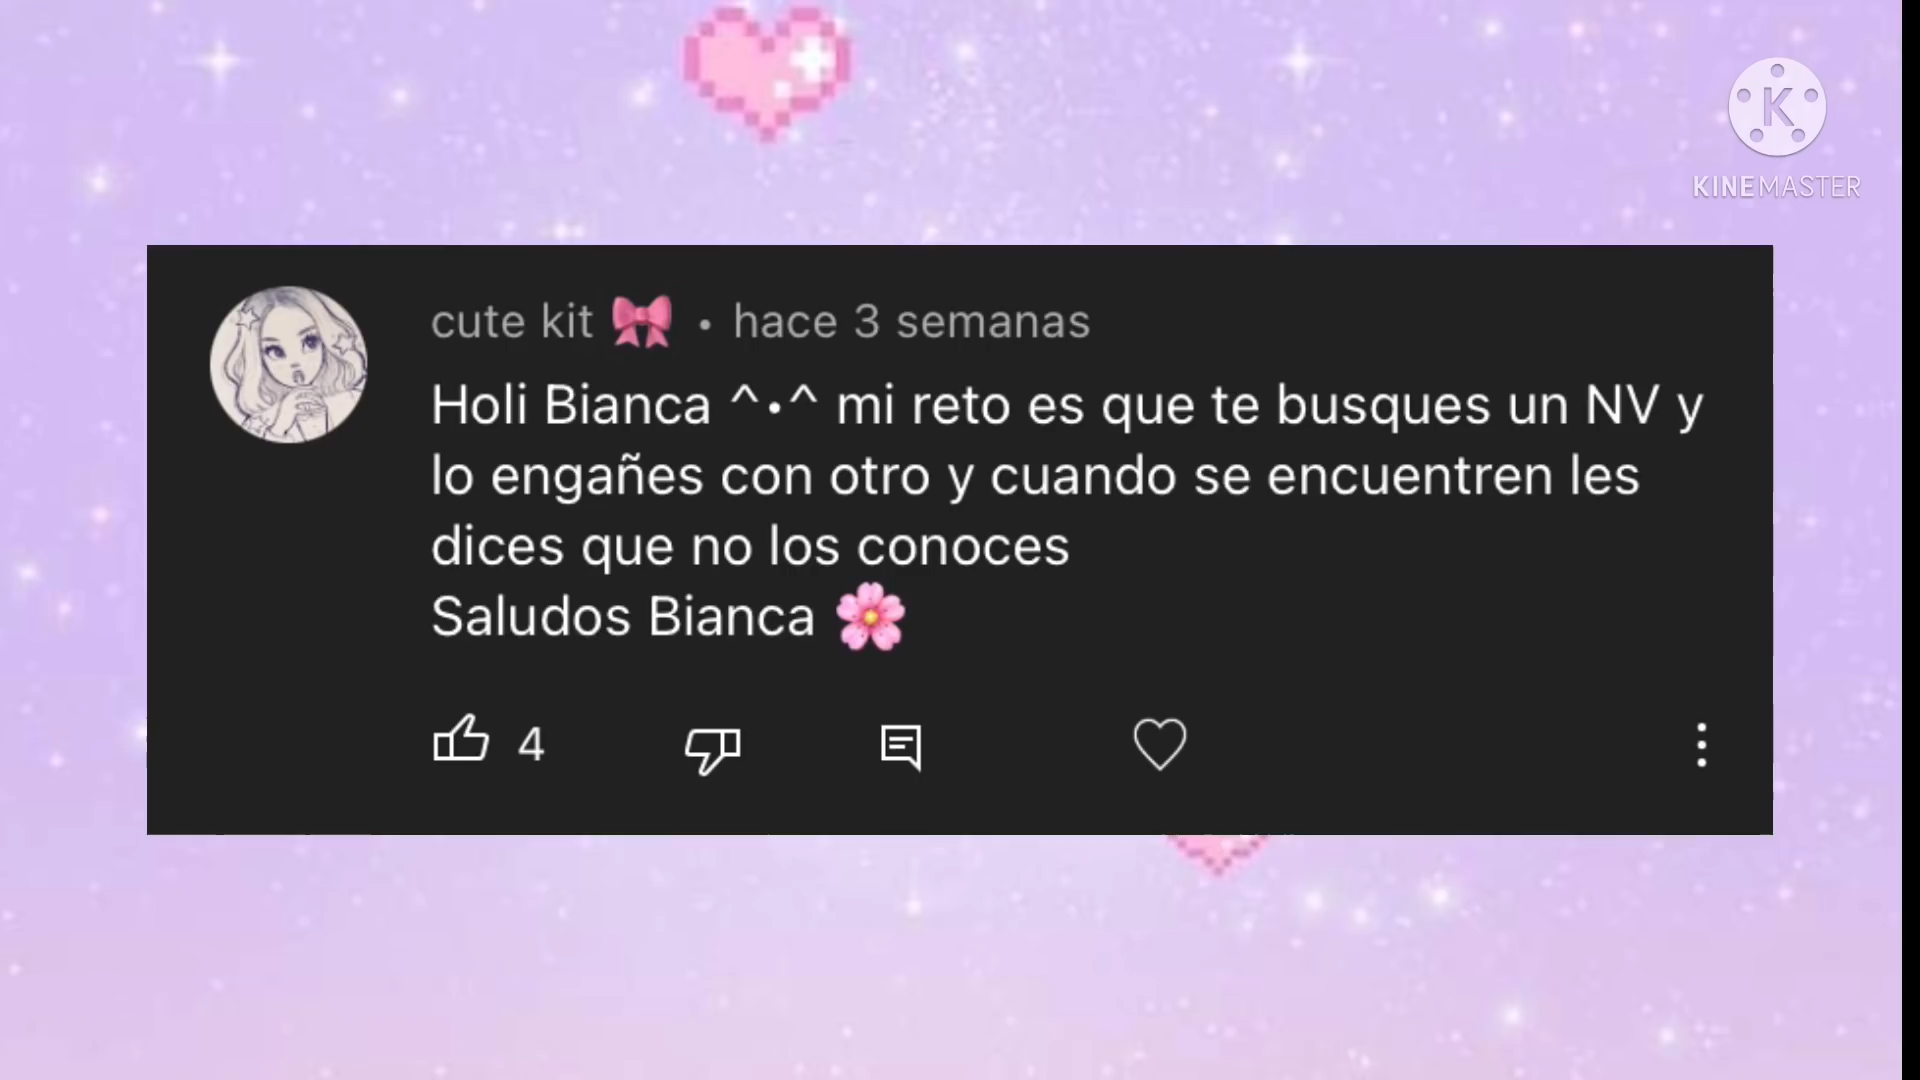 K
KINEMASTER
cute kit 🎀 • hace 3 semanas
Holi Bianca ^•^ mi reto es que te busques un NV y
lo engañes con otro y cuando se encuentren les
dices que no los conoces
Saludos Bianca 🌸
4